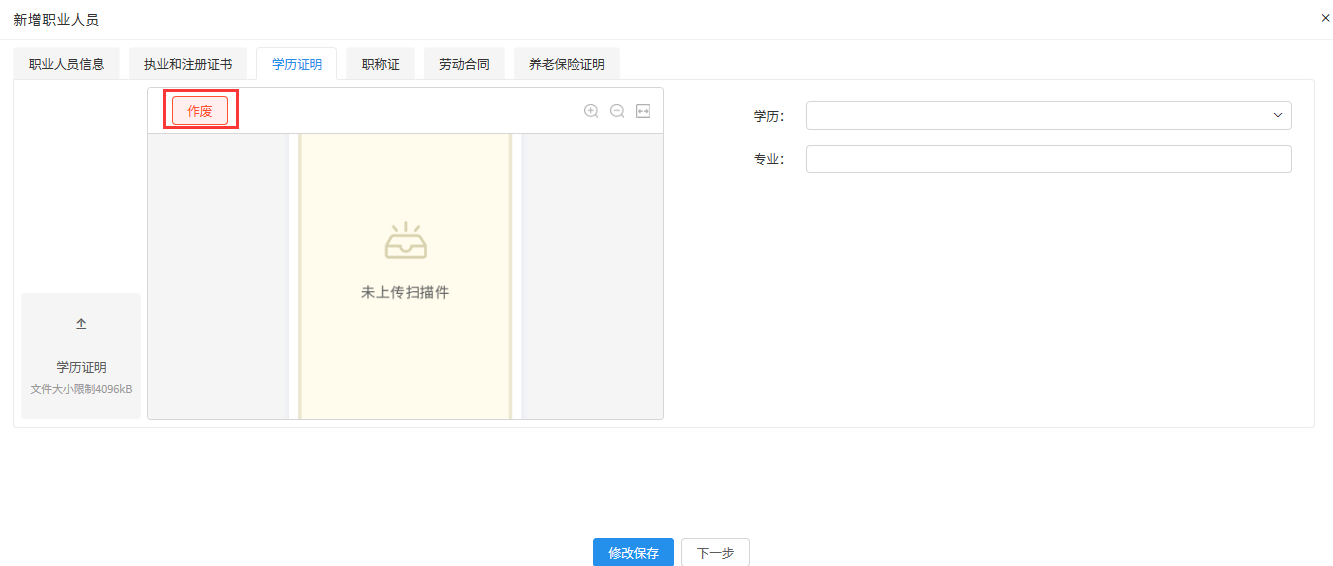 新增职业人员
职业人员信息
执业和注册证书
学历证明
职称证
劳动合同
养老保险证明
作废
未上传扫描件
学历证明
文件大小限制4096kB
学历：
专业：
修改保存
下一步